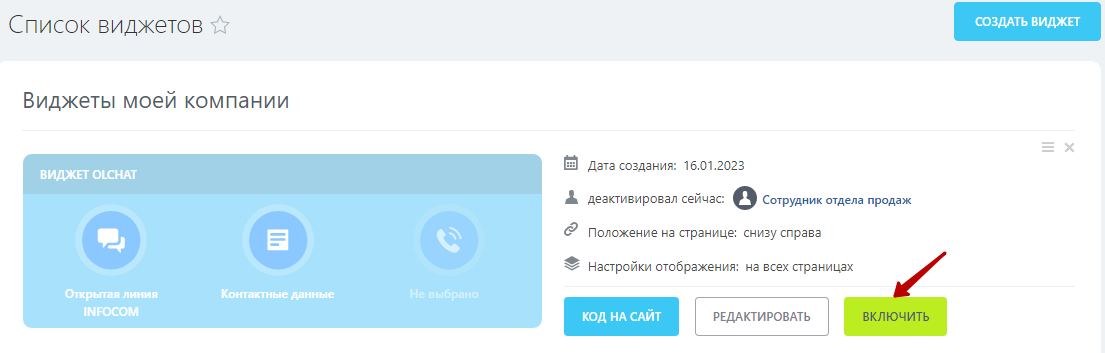 Список виджетов
СОЗДАТЬ ВИДЖЕТ
Виджеты моей компании
ВИДЖЕТ OLCHAT
Открытая линия
INFOCOM
Контактные данные
Не выбрано
Дата создания: 16.01.2023
деактивировал сейчас: Сотрудник отдела продаж
Положение на странице: снизу справа
Настройки отображения: на всех страницах
КОД НА САЙТ
РЕДАКТИРОВАТЬ
ВКЛЮЧИТЬ